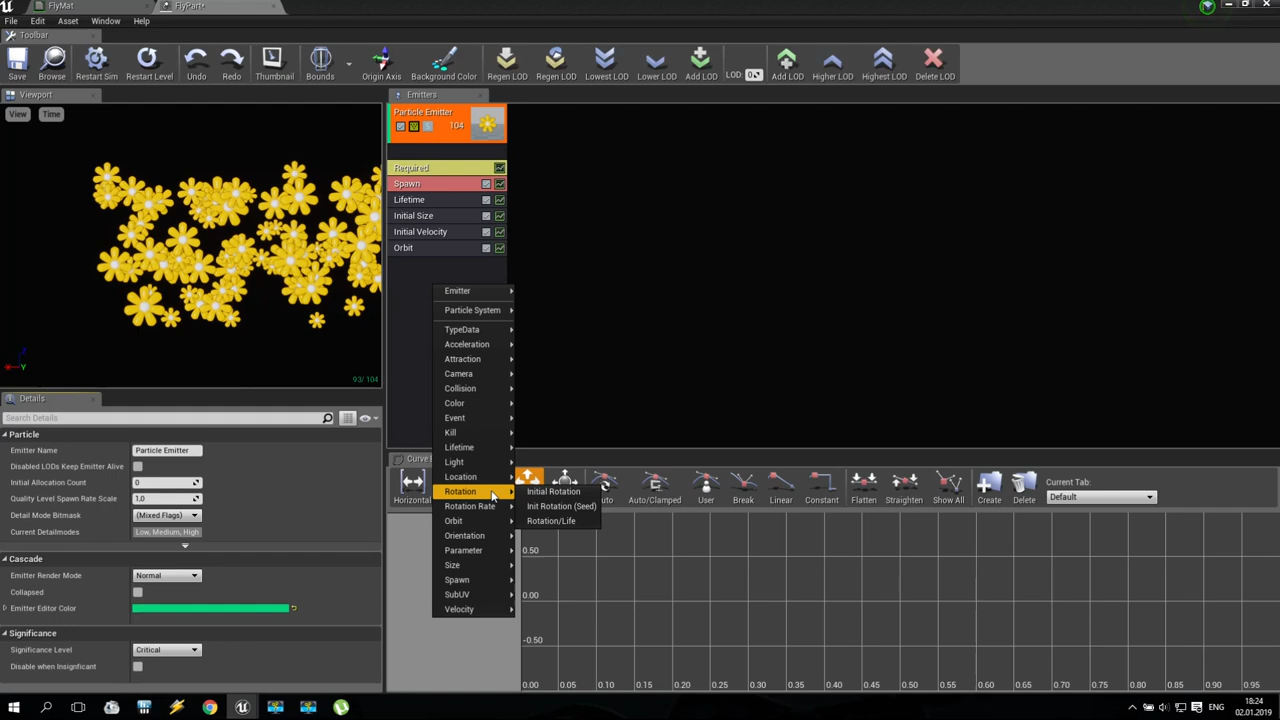 FlyMat
FlyPart*
File Edit Asset Window Help
Toolbar
Save Browse Restart Sim Restart Level Undo Redo Thumbnail Bounds Origin Axis Background Color Regen LOD Regen LOD Lowest LOD Lower LOD Add LOD LOD: 0 Add LOD Higher LOD Highest LOD Delete LOD
Viewport
Emitters
View Time
Particle Emitter
104
Required
Spawn
Lifetime
Initial Size
Initial Velocity
Orbit
93/ 104
Emitter
Particle System
TypeData
Acceleration
Attraction
Camera
Collision
Color
Event
Kill
Lifetime
Light
Location
Rotation
Rotation Rate
Orbit
Orientation
Parameter
Size
Spawn
SubUV
Velocity
Initial Rotation
Init Rotation (Seed)
Rotation/Life
Details
Search Details
Particle
Emitter Name Particle Emitter
Disabled LODs Keep Emitter Alive
Initial Allocation Count 0
Quality Level Spawn Rate Scale 1,0
Detail Mode Bitmask (Mixed Flags)
Current Detailmodes Low, Medium, High
Cascade
Emitter Render Mode Normal
Collapsed
Emitter Editor Color
Significance
Significance Level Critical
Disable when Insignficant
Horizontal
Auto/Clamped User Break Linear Constant Flatten Straighten Show All Create Delete
Current Tab:
Default
0.50
0.00
-0.50
0.00 0.05 0.10 0.15 0.20 0.25 0.30 0.35 0.40 0.45 0.50 0.55 0.60 0.65 0.70 0.75 0.80 0.85 0.90 0.95
ENG
18:24
02.01.2019